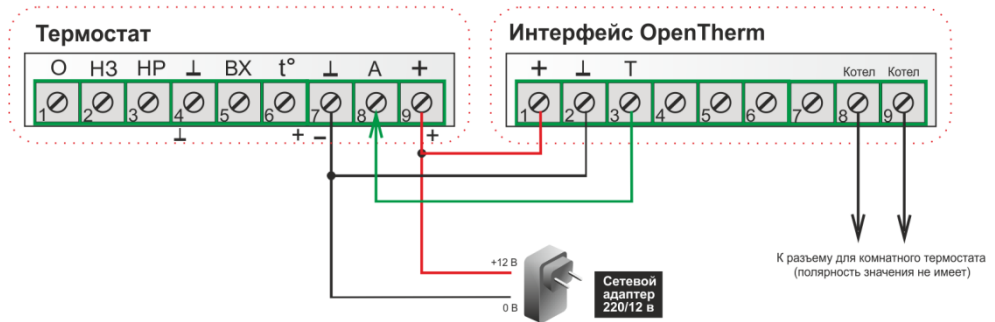 Термостат
О НЗ НР ⊥ ВХ t° ⊥ А +
1 2 3 4 5 6 7 8 9
⊥ + − +
Интерфейс OpenTherm
+ ⊥ Т Котел Котел
1 2 3 4 5 6 7 8 9
К разъему для комнатного термостата
(полярность значения не имеет)
+12 В
0 В
Сетевой
адаптер
220/12 в